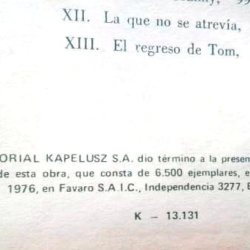 XII. La que no se atrevía,
XIII. El regreso de Tom,
ORIAL KAPELUSZ S.A. dio término a la presen
de esta obra, que consta de 6.500 ejemplares, e
1976, en Favaro S.A.I.C., Independencia 3277, B
K – 13.131